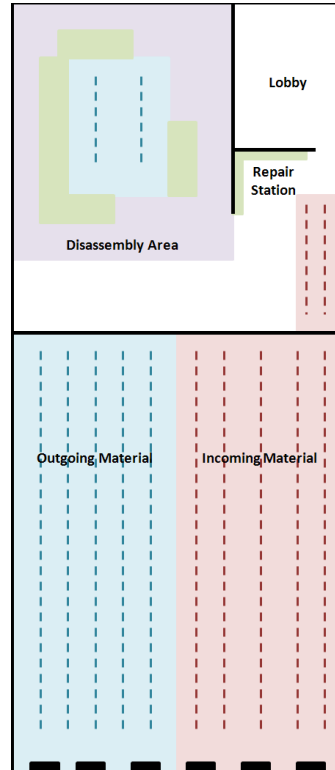 Lobby
Repair
Station
Disassembly Area
Outgoing Material
Incoming Material